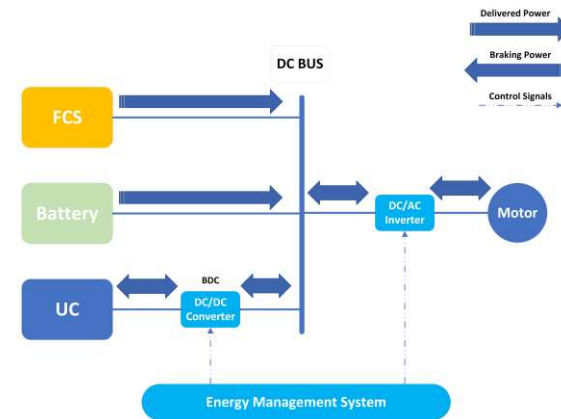 Delivered Power
Braking Power
Control Signals
DC BUS
FCS
Battery
UC
BDC
DC/DC
Converter
DC/AC
Inverter
Motor
Energy Management System